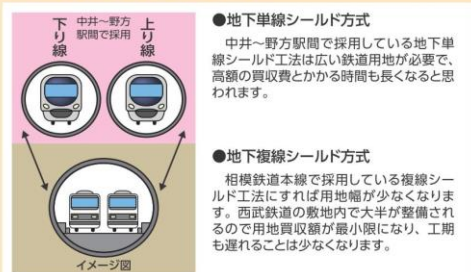 下り線
中井～野方
駅間で採用
上り線
イメージ図
●地下単線シールド方式
中井～野方駅間で採用している地下単
線シールド工法は広い鉄道用地が必要で、
高額の買収費とかかる時間も長くなると思
われます。
●地下複線シールド方式
相模鉄道本線で採用している複線シー
ルド工法にすれば用地幅が少なくなりま
す。西武鉄道の敷地内で大半が整備され
るので用地買収額が最小限になり、工期
も遅れることは少なくなります。